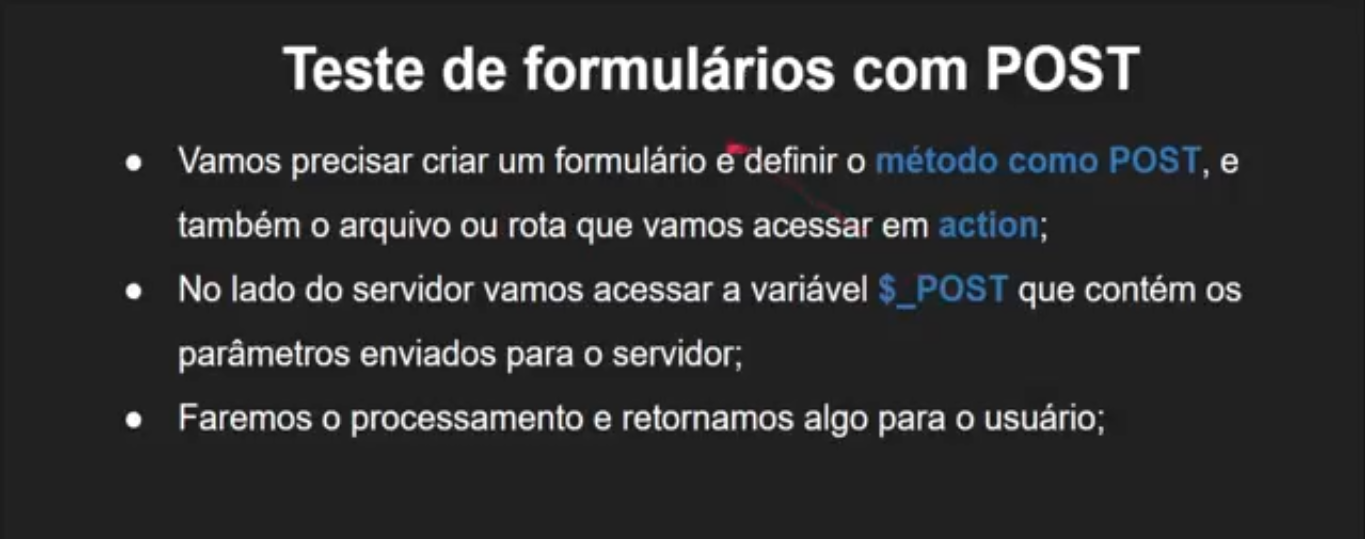 Teste de formulários com POST
● Vamos precisar criar um formulário e definir o método como POST, e
também o arquivo ou rota que vamos acessar em action;
● No lado do servidor vamos acessar a variável $_POST que contém os
parâmetros enviados para o servidor;
● Faremos o processamento e retornamos algo para o usuário;